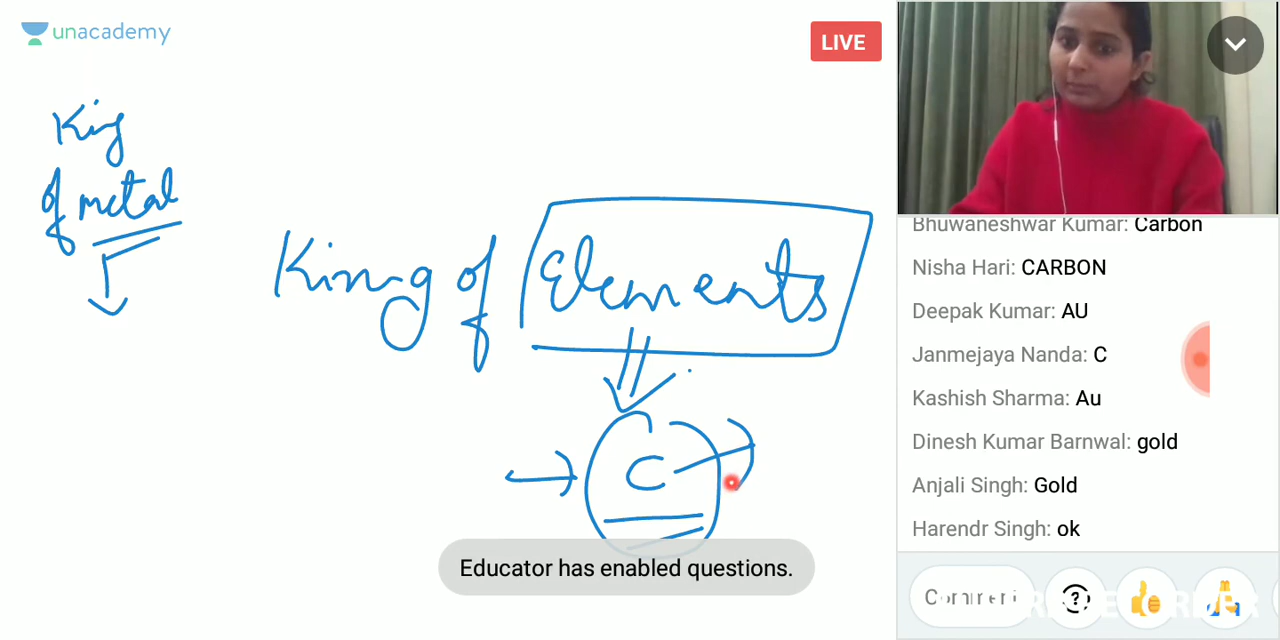 unacademy
LIVE
King
of metal
King of Elements
C
Educator has enabled questions.
Bhuwaneshwar Kumar: Carbon
Nisha Hari: CARBON
Deepak Kumar: AU
Janmejaya Nanda: C
Kashish Sharma: Au
Dinesh Kumar Barnwal: gold
Anjali Singh: Gold
Harendr Singh: ok